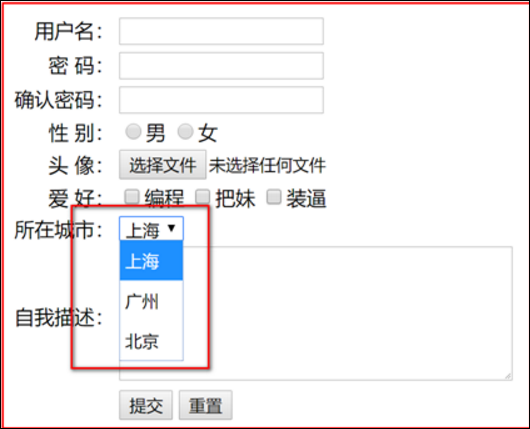 用户名：
密 码：
确认密码：
性 别： 男 女
头 像： 选择文件 未选择任何文件
爱 好： 编程 把妹 装逼
所在城市： 上海
上海
广州
自我描述：
北京
提交 重置